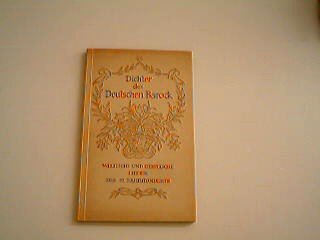 Dichter
des
Deutschen Barock
WELTLICHE UND GEISTLICHE
LIEDER
DES 17. JAHRHUNDERTS